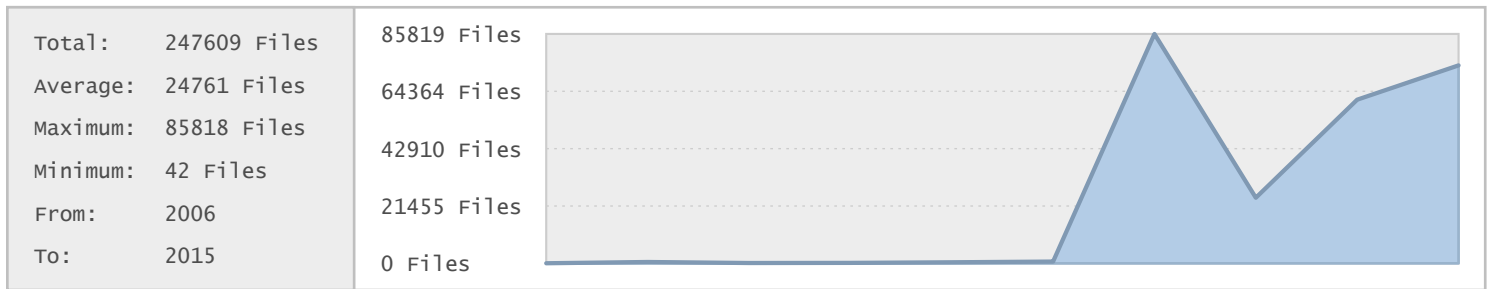 Total: 247609 Files
Average: 24761 Files
Maximum: 85818 Files
Minimum: 42 Files
From: 2006
To: 2015
85819 Files
64364 Files
42910 Files
21455 Files
0 Files